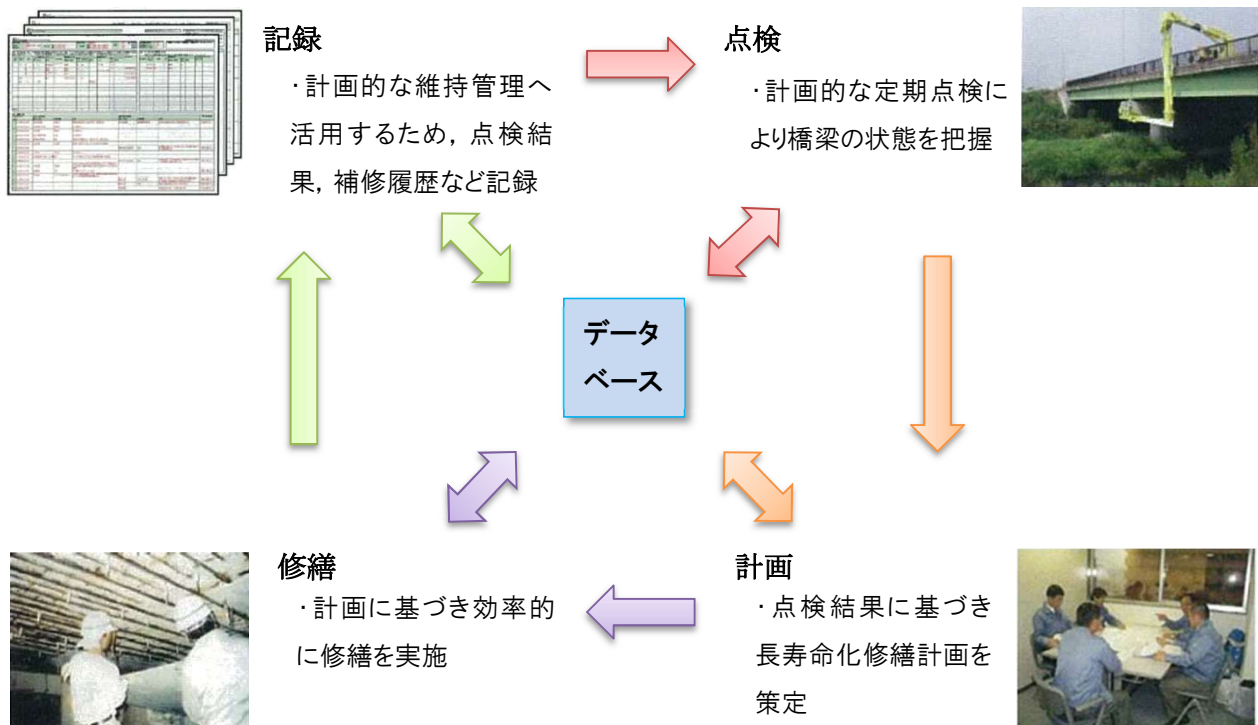 記録
・計画的な維持管理へ
活用するため，点検結
果，補修履歴など記録
点検
・計画的な定期点検に
より橋梁の状態を把握
データ
ベース
修繕
・計画に基づき効率的
に修繕を実施
計画
・点検結果に基づき
長寿命化修繕計画を
策定